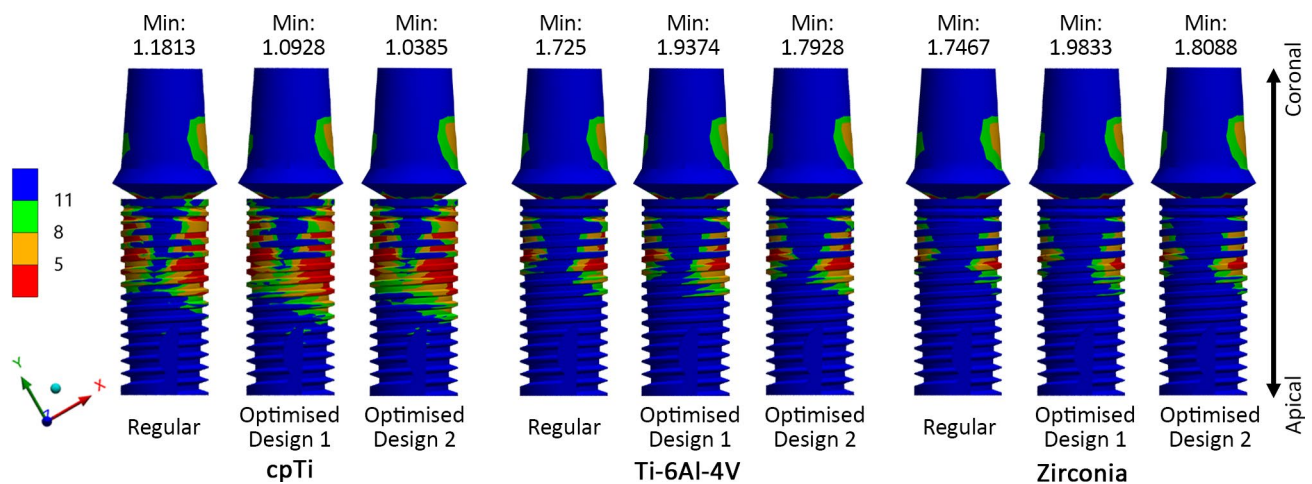 Min:
1.1813
Min:
1.0928
Min:
1.0385
Min:
1.725
Min:
1.9374
Min:
1.7928
Min:
1.7467
Min:
1.9833
Min:
1.8088
Coronal
Apical
11
8
5
Y
X
Z
Regular
Optimised
Design 1
Optimised
Design 2
cpTi
Regular
Optimised
Design 1
Optimised
Design 2
Ti-6Al-4V
Regular
Optimised
Design 1
Optimised
Design 2
Zirconia